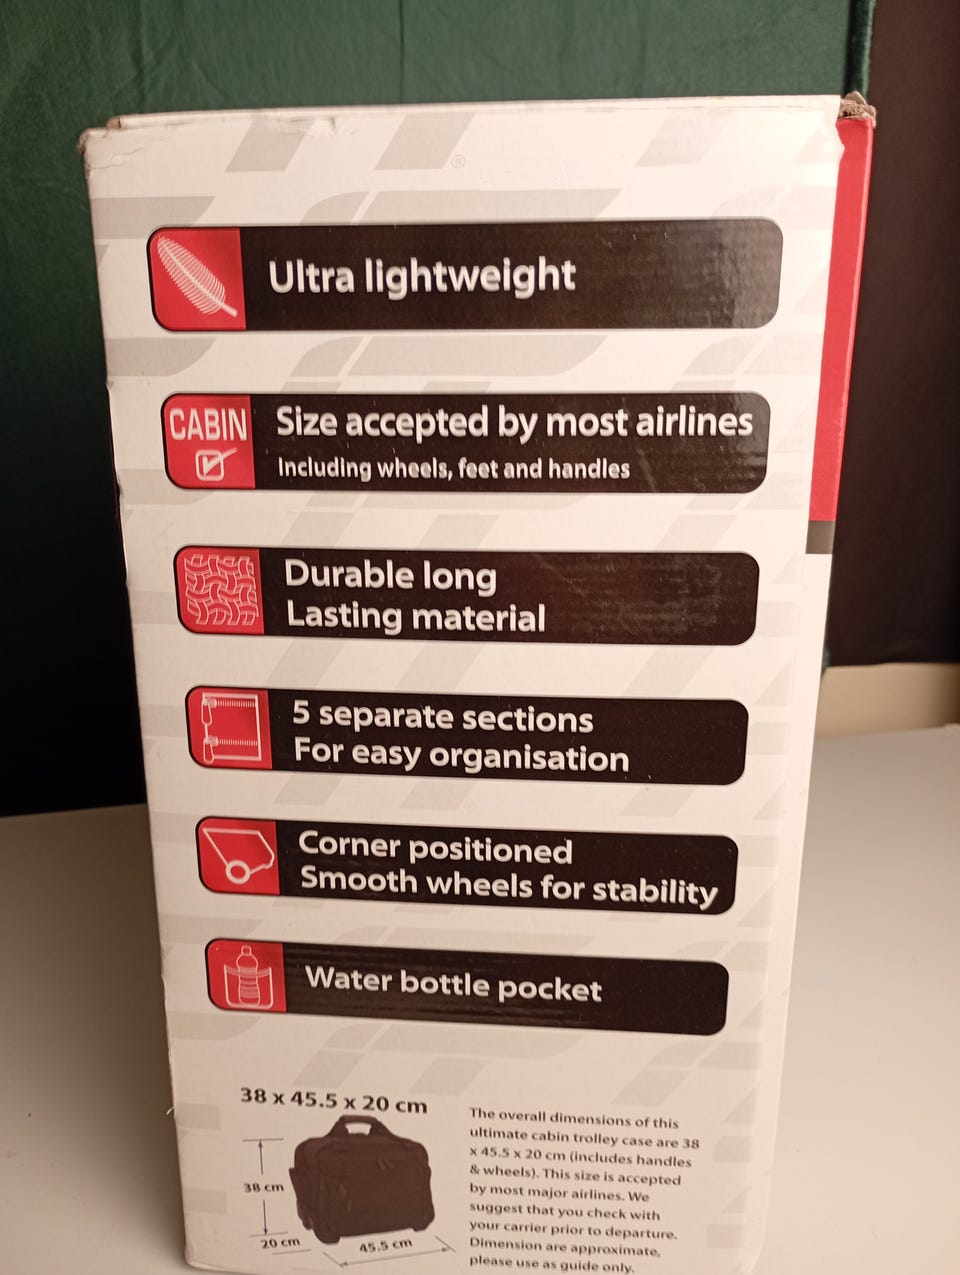 ®
Ultra lightweight
CABIN
Size accepted by most airlines
Including wheels, feet and handles
Durable long
Lasting material
5 separate sections
For easy organisation
Corner positioned
Smooth wheels for stability
Water bottle pocket
38 x 45.5 x 20 cm
38 cm
20 cm
45.5 cm
The overall dimensions of this
ultimate cabin trolley case are 38
x 45.5 x 20 cm (includes handles
& wheels). This size is accepted
by most major airlines. We
suggest that you check with
your carrier prior to departure.
Dimension are approximate,
please use as guide only.